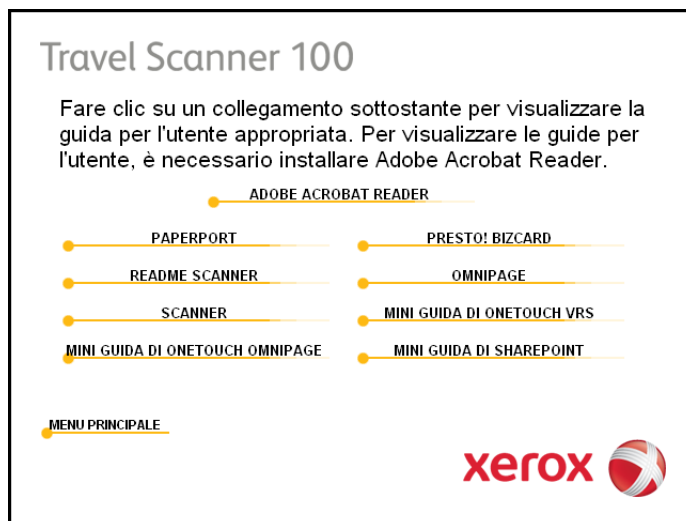 Travel Scanner 100
Fare clic su un collegamento sottostante per visualizzare la
guida per l'utente appropriata. Per visualizzare le guide per
l'utente, è necessario installare Adobe Acrobat Reader.
ADOBE ACROBAT READER
PAPERPORT
PRESTO! BIZCARD
README SCANNER
OMNIPAGE
SCANNER
MINI GUIDA DI ONETOUCH VRS
MINI GUIDA DI ONETOUCH OMNIPAGE
MINI GUIDA DI SHAREPOINT
MENU PRINCIPALE
xerox